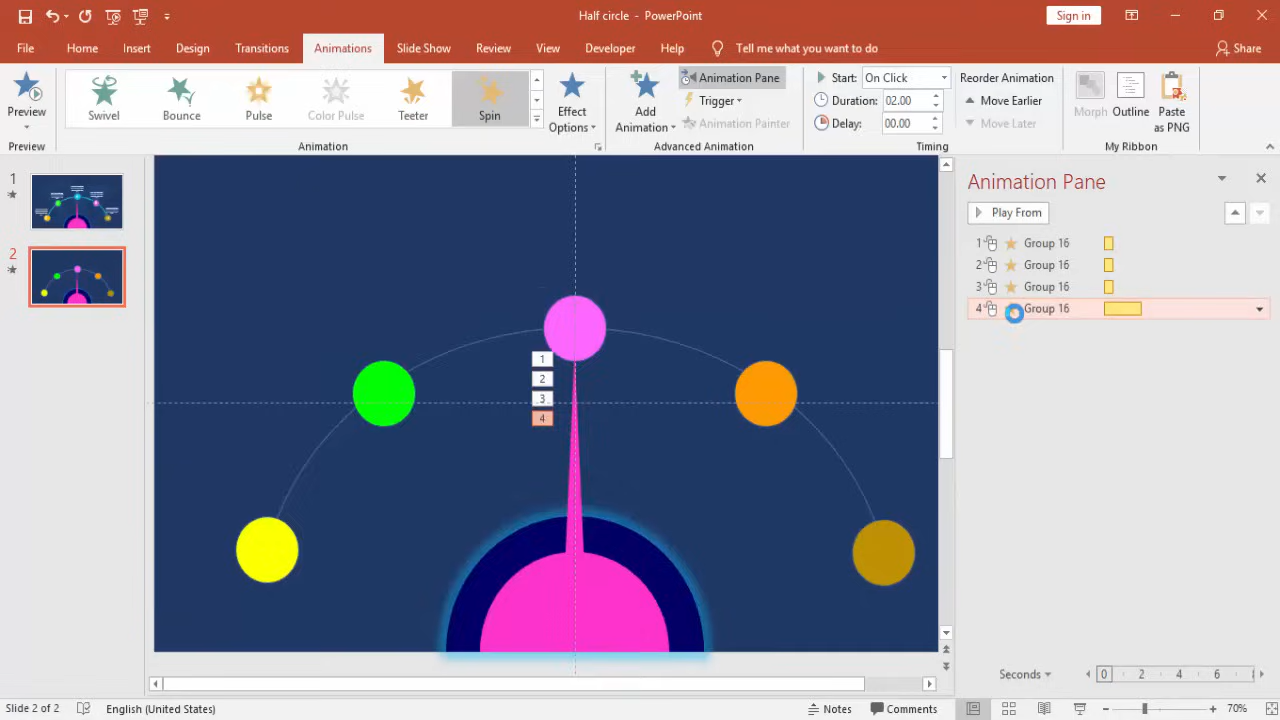 Half circle - PowerPoint
Sign in
File Home Insert Design Transitions Animations Slide Show Review View Developer Help Tell me what you want to do Share
Preview
Swivel Bounce Pulse Color Pulse Teeter Spin
Effect Options
Add Animation
Animation Pane
Trigger
Animation Painter
Start: On Click
Duration: 02.00
Delay: 00.00
Reorder Animation
Move Earlier
Move Later
Morph Outline Paste as PNG
Preview Animation Advanced Animation Timing My Ribbon
1
2
1
2
3
4
Animation Pane
Play From
1 Group 16
2 Group 16
3 Group 16
4 Group 16
Seconds 0 2 4 6
Slide 2 of 2 English (United States) Notes Comments 70%